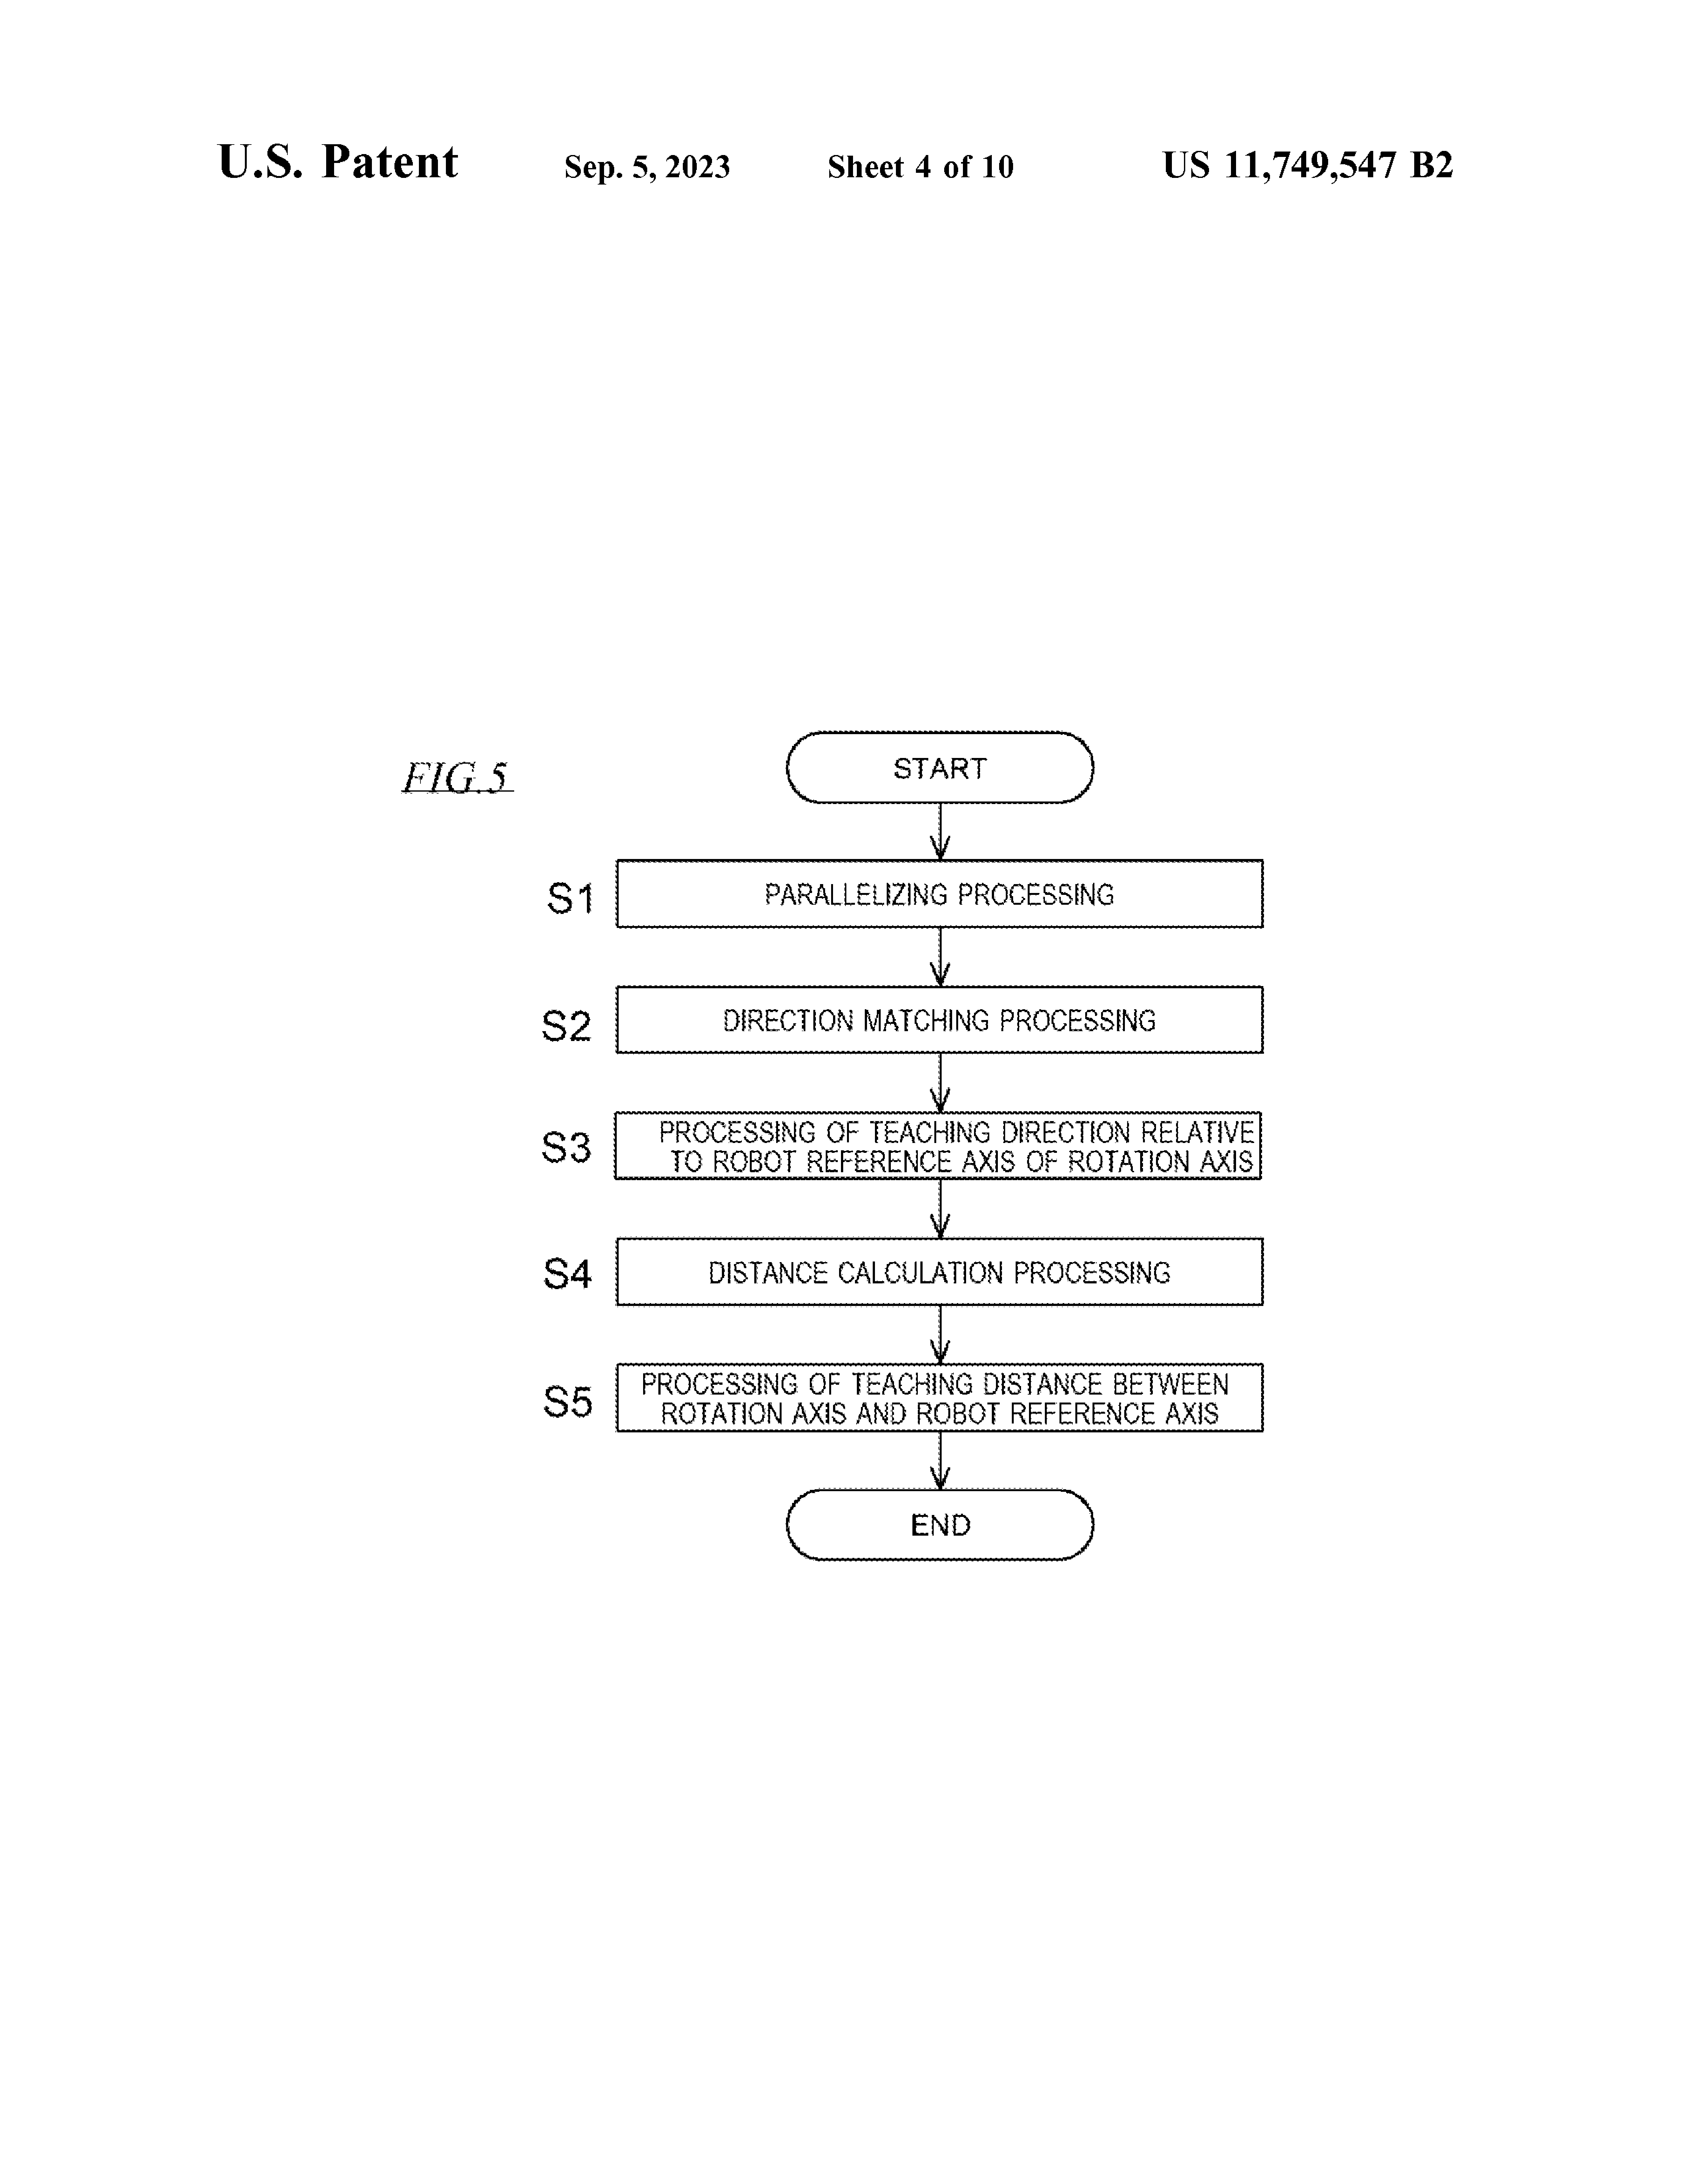 U.S. Patent Sep. 5, 2023 Sheet 4 of 10 US 11,749,547 B2
FIG.5
START
S1 PARALLELIZING PROCESSING
S2 DIRECTION MATCHING PROCESSING
S3 PROCESSING OF TEACHING DIRECTION RELATIVE
TO ROBOT REFERENCE AXIS OF ROTATION AXIS
S4 DISTANCE CALCULATION PROCESSING
S5 PROCESSING OF TEACHING DISTANCE BETWEEN
ROTATION AXIS AND ROBOT REFERENCE AXIS
END